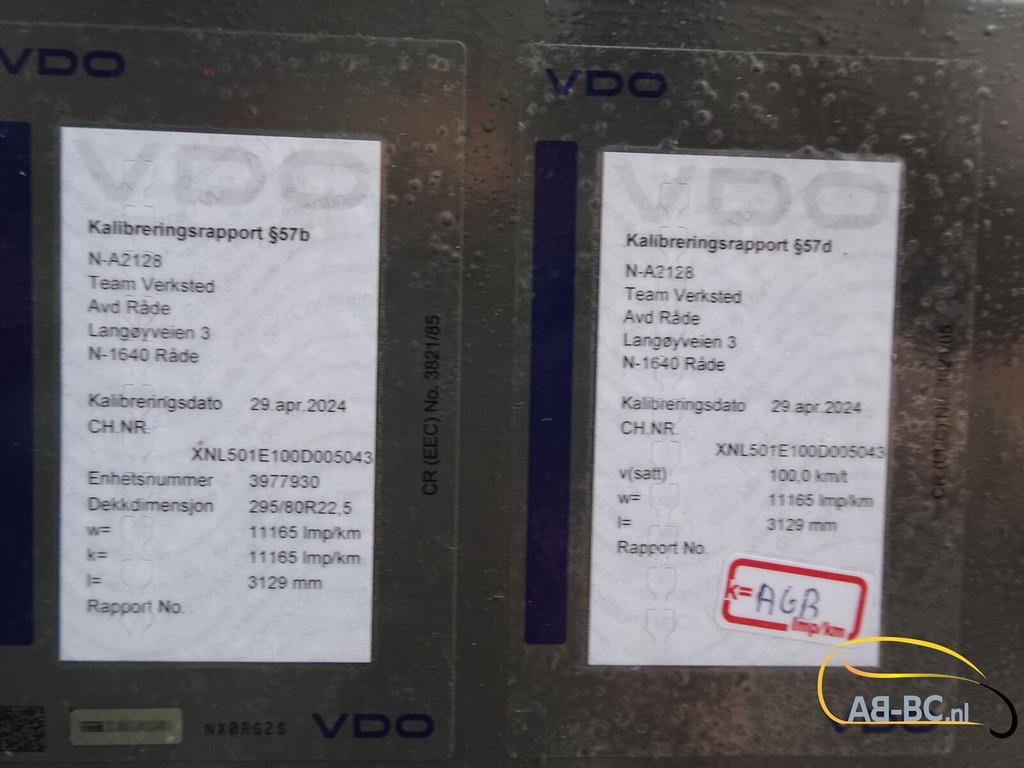 VDO
VDO
Kalibreringsrapport §57b
N-A2128
Team Verksted
Avd Råde
Langøyveien 3
N-1640 Råde
Kalibreringsdato 29.apr.2024
CH.NR.
XNL501E100D005043
Enhetsnummer 3977930
Dekkdimensjon 295/80R22,5
w= 11165 Imp/km
k= 11165 Imp/km
l= 3129 mm
Rapport No.
CR (EEC) No. 3821/85
NX0RG2S
VDO
VDO
VDO
Kalibreringsrapport §57d
N-A2128
Team Verksted
Avd Råde
Langøyveien 3
N-1640 Råde
Kalibreringsdato 29.apr.2024
CH.NR.
XNL501E100D005043
v(satt) 100,0 km/t
w= 11165 Imp/km
l= 3129 mm
Rapport No.
k= AGB
Imp/km
VDO
AB-BC.nl